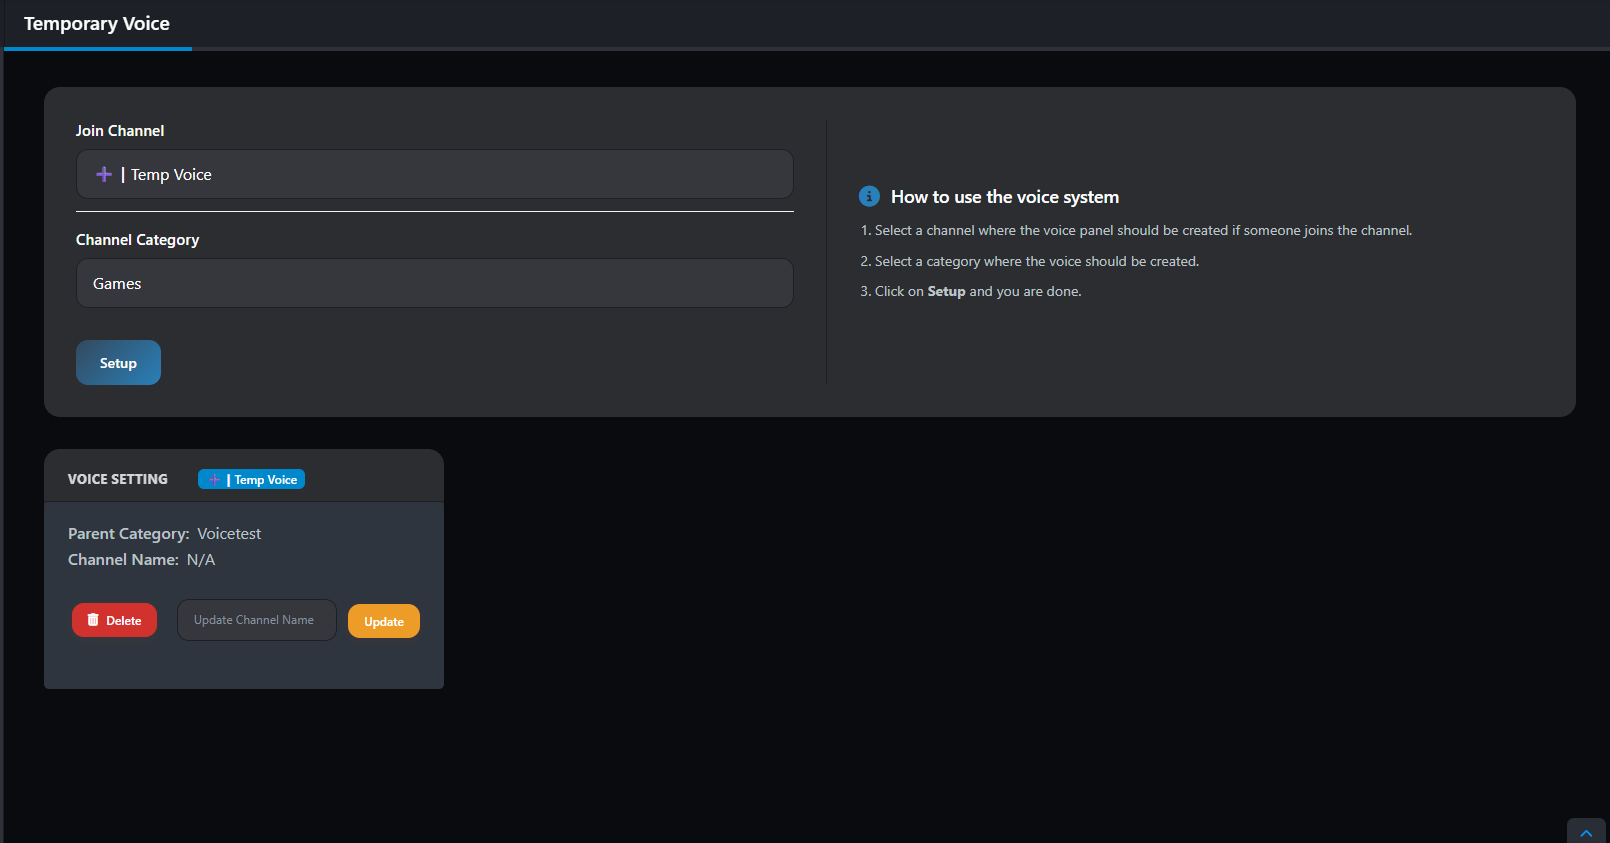 Temporary Voice
Join Channel
➕ | Temp Voice
Channel Category
Games
Setup
How to use the voice system
1. Select a channel where the voice panel should be created if someone joins the channel.
2. Select a category where the voice should be created.
3. Click on Setup and you are done.
VOICE SETTING
➕ | Temp Voice
Parent Category: Voicetest
Channel Name: N/A
Delete
Update Channel Name
Update